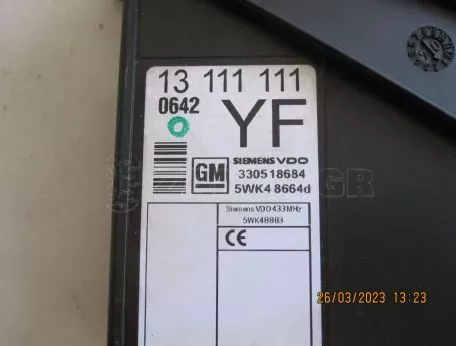 13 111 111
0642
YF
GM
SIEMENS VDO
330518684
5WK4 8664d
Siemens VDO 433MHz
5WK48883
CE
GR
26/03/2023 13:23